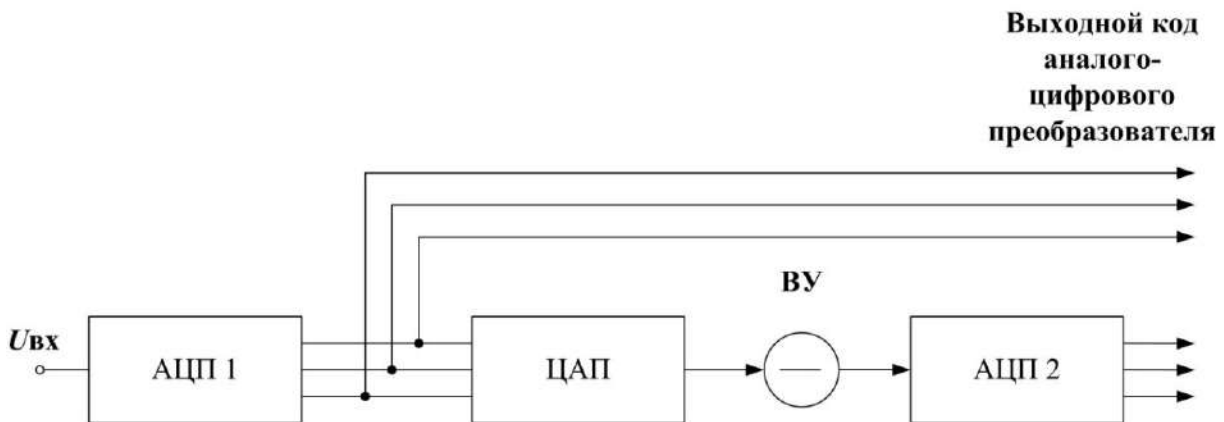 Выходной код
аналого-
цифрового
преобразователя
ВУ
Uвх
АЦП 1
ЦАП
АЦП 2